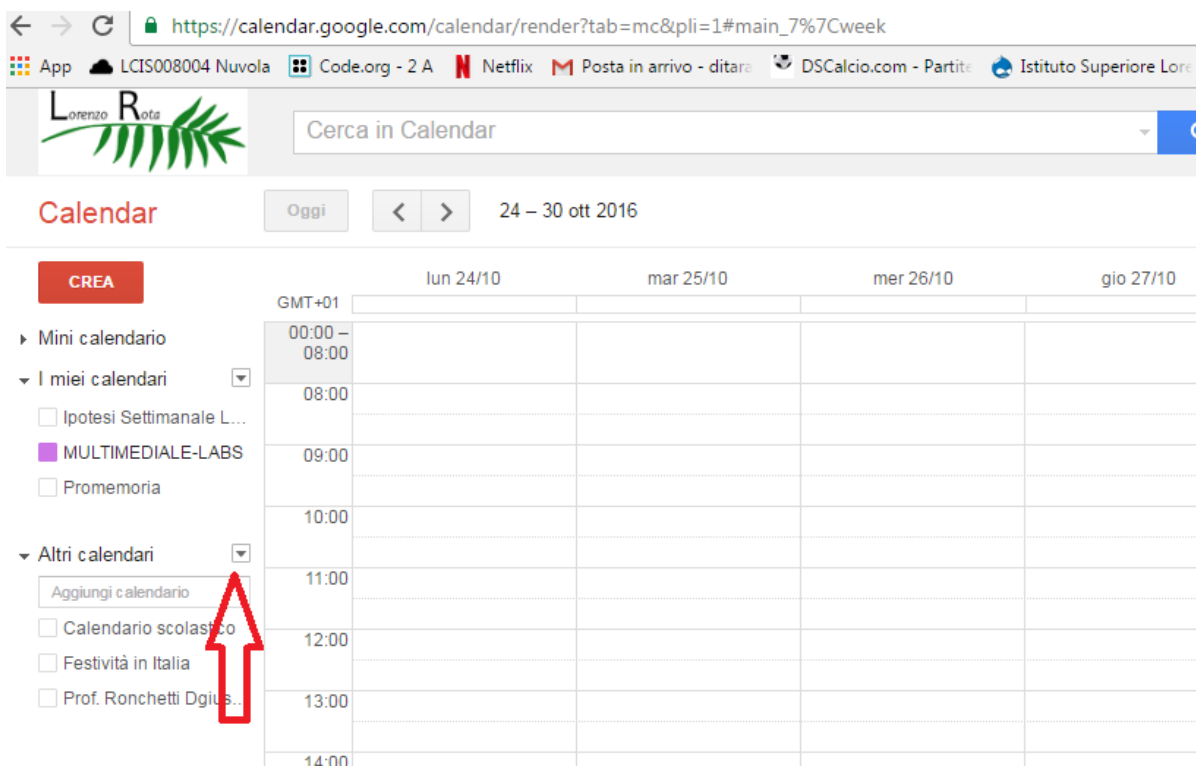 https://calendar.google.com/calendar/render?tab=mc&pli=1#main_7%7Cweek
App LCIS008004 Nuvola Code.org - 2 A Netflix Posta in arrivo - ditara DSCalcio.com - Partite Istituto Superiore Lore
Lorenzo Rota
Cerca in Calendar
Calendar Oggi 24 – 30 ott 2016
CREA lun 24/10 mar 25/10 mer 26/10 gio 27/10
GMT+01
Mini calendario 00:00 –
08:00
I miei calendari 08:00
Ipotesi Settimanale L...
MULTIMEDIALE-LABS 09:00
Promemoria
10:00
Altri calendari
11:00
Aggiungi calendario
Calendario scolastico 12:00
Festività in Italia
Prof. Ronchetti Dgius... 13:00
14:00